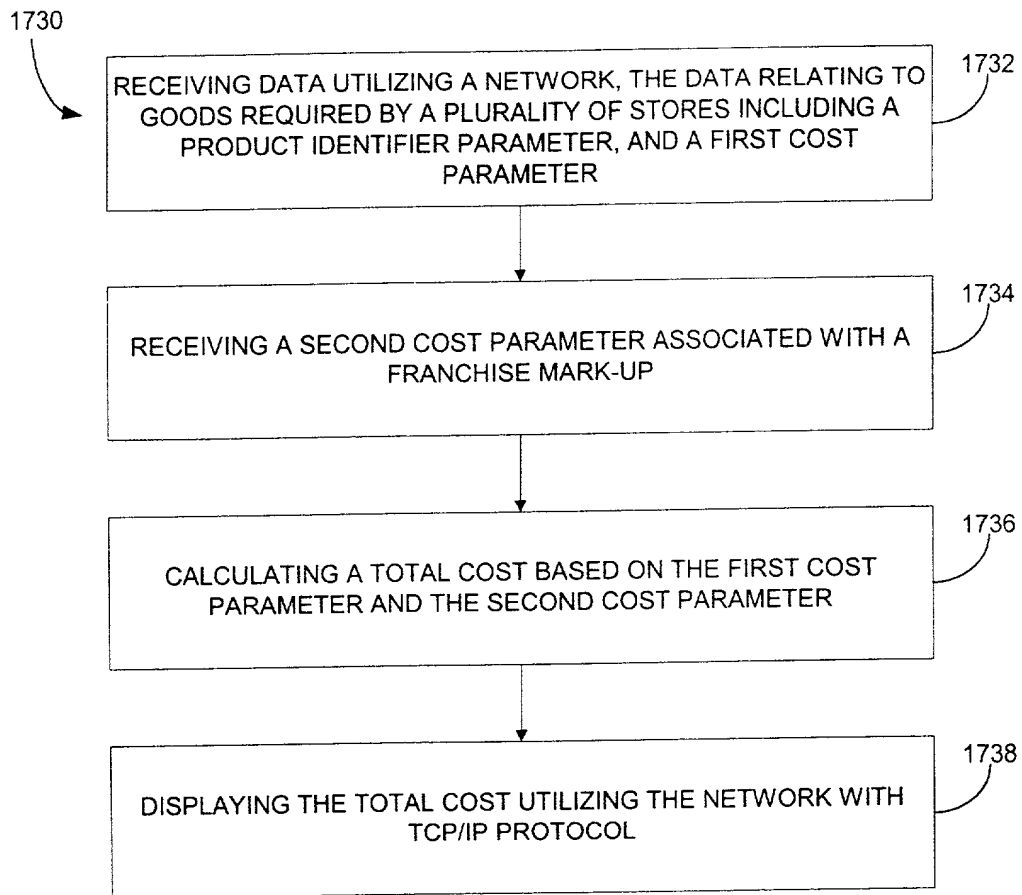 1730
1732
RECEIVING DATA UTILIZING A NETWORK, THE DATA RELATING TO
GOODS REQUIRED BY A PLURALITY OF STORES INCLUDING A
PRODUCT IDENTIFIER PARAMETER, AND A FIRST COST
PARAMETER
1734
RECEIVING A SECOND COST PARAMETER ASSOCIATED WITH A
FRANCHISE MARK-UP
1736
CALCULATING A TOTAL COST BASED ON THE FIRST COST
PARAMETER AND THE SECOND COST PARAMETER
1738
DISPLAYING THE TOTAL COST UTILIZING THE NETWORK WITH
TCP/IP PROTOCOL